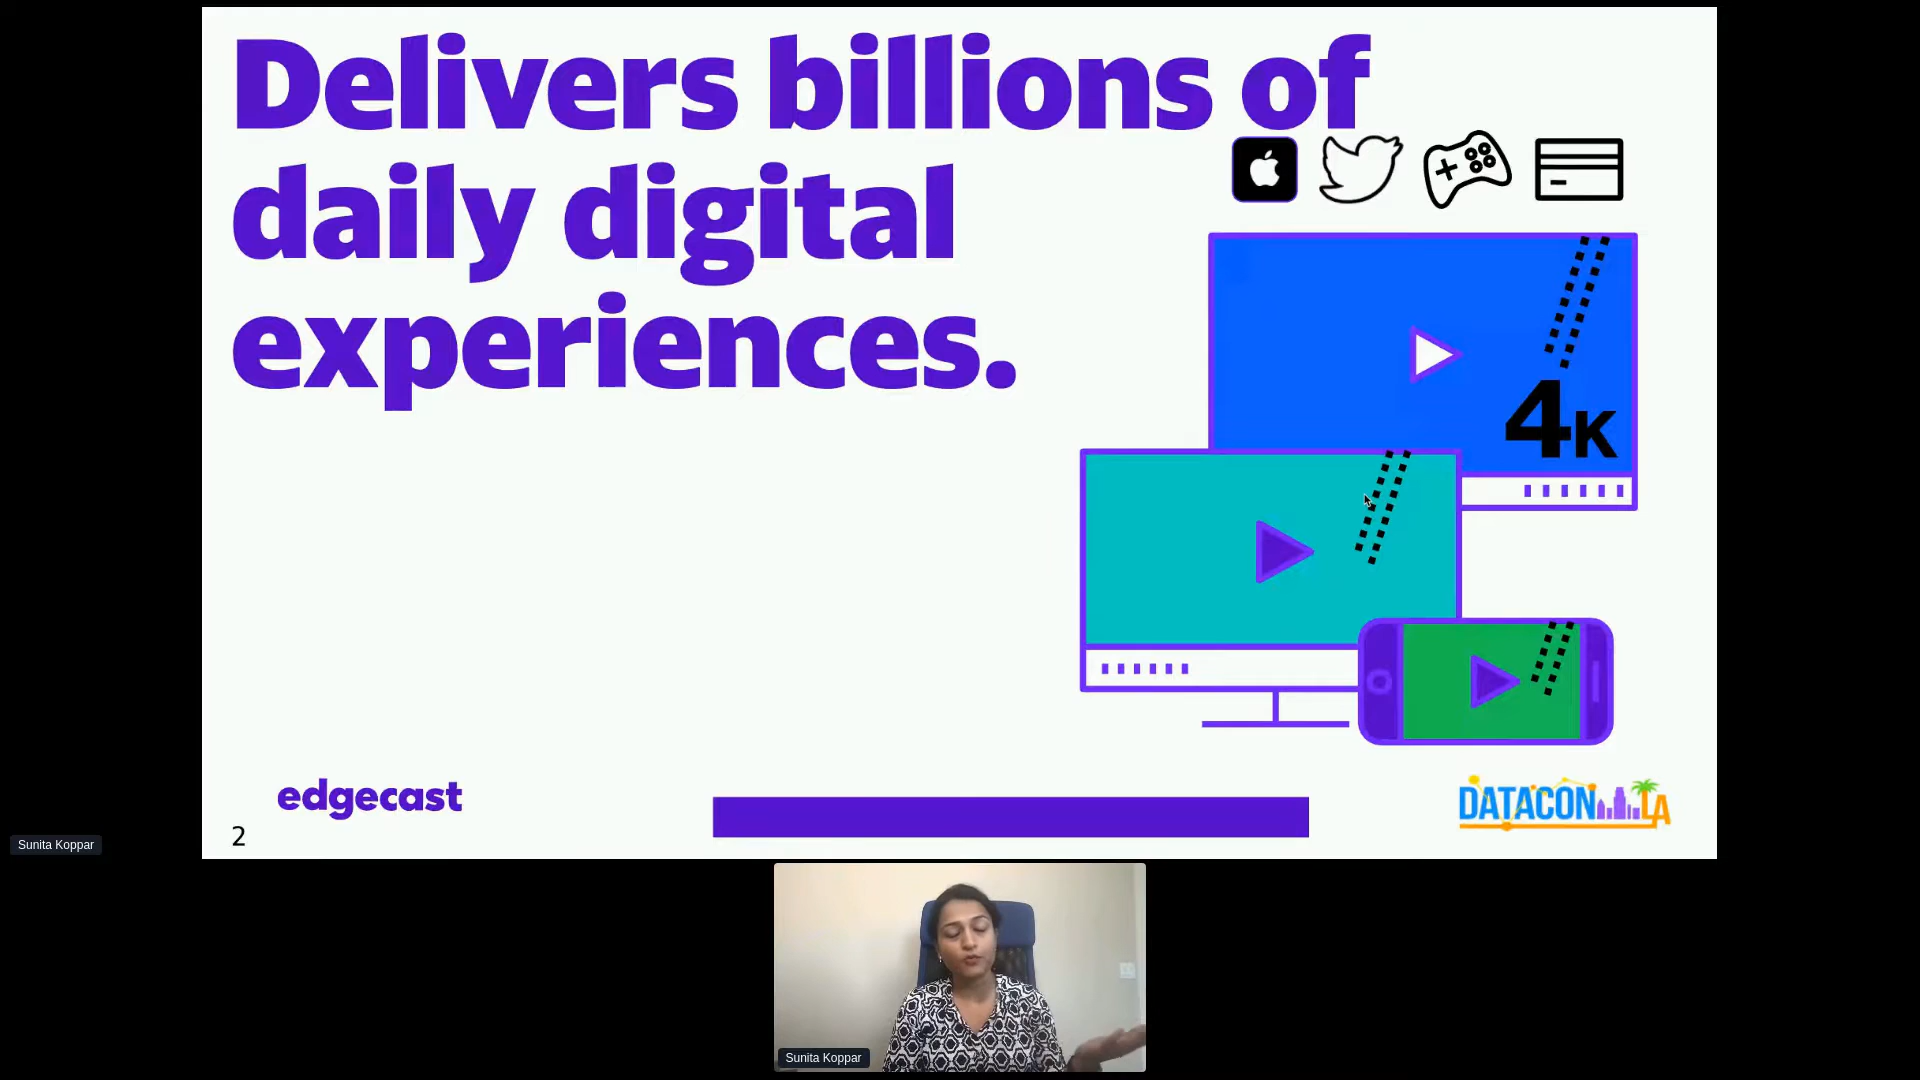 Delivers billions of
daily digital
experiences.
4K
edgecast
DATACON LA
2
Sunita Koppar
Sunita Koppar